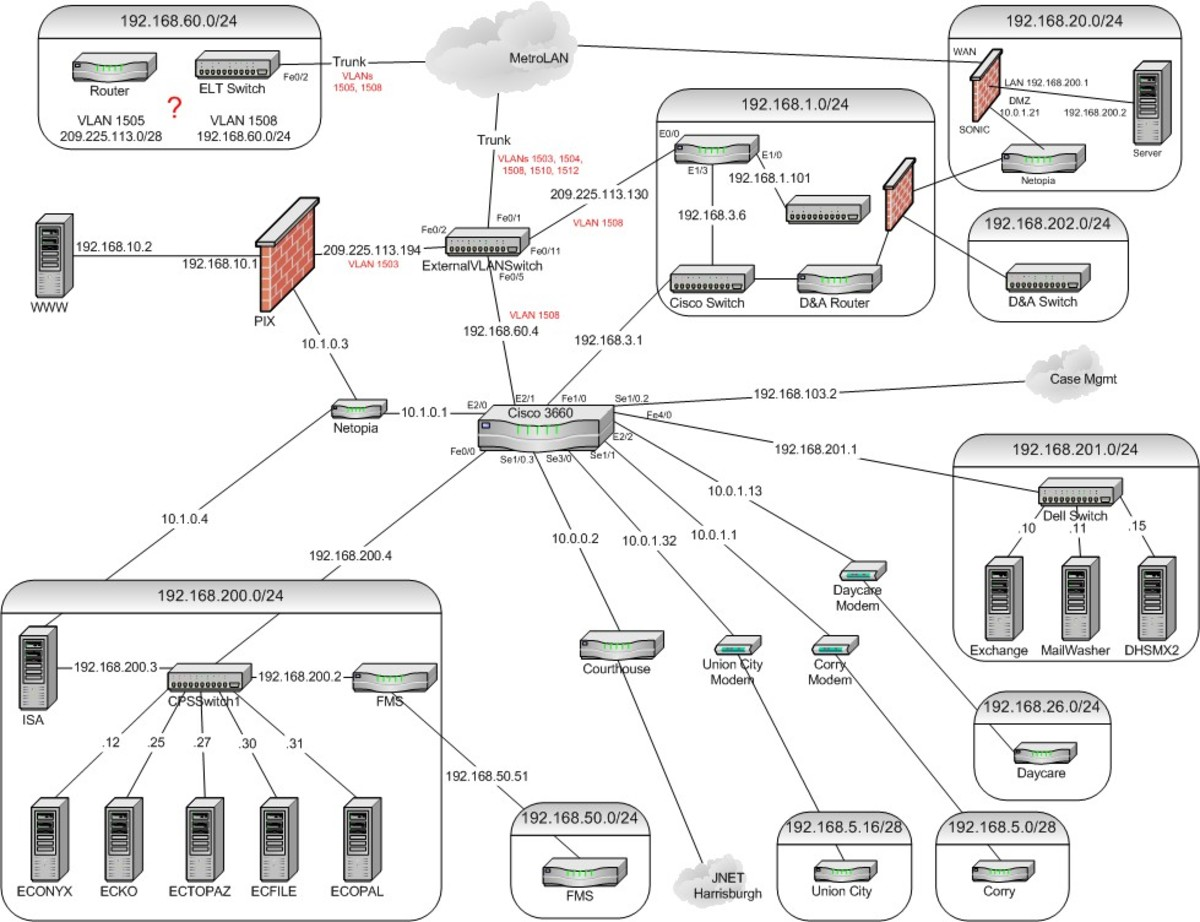 192.168.60.0/24
Router
ELT Switch
Fe0/2
?
VLAN 1505
209.225.113.0/28
VLAN 1508
192.168.60.0/24
Trunk
VLANs
1505, 1508
MetroLAN
192.168.20.0/24
WAN
LAN 192.168.200.1
DMZ
10.0.1.21
192.168.200.2
SONIC
Server
Netopia
Trunk
VLANs 1503, 1504,
1508, 1510, 1512
192.168.1.0/24
E0/0
E1/0
E1/3
192.168.1.101
192.168.3.6
Cisco Switch
D&A Router
192.168.202.0/24
D&A Switch
209.225.113.130
VLAN 1508
Fe0/1
Fe0/2
Fe0/11
ExternalVLANSwitch
Fe0/5
WWW
192.168.10.2
192.168.10.1
PIX
209.225.113.194
VLAN 1503
10.1.0.3
VLAN 1508
192.168.60.4
192.168.3.1
Netopia
10.1.0.1
E2/0
E2/1
Fe1/0
Se1/0.2
Cisco 3660
Fe4/0
E2/2
Fe0/0
Se1/0.3
Se3/0
Se1/1
192.168.103.2
Case Mgmt
192.168.201.1
192.168.201.0/24
Dell Switch
.10
.11
.15
Exchange
MailWasher
DHSMX2
10.1.0.4
192.168.200.4
10.0.0.2
10.0.1.32
10.0.1.1
10.0.1.13
Daycare
Modem
Courthouse
Union City
Modem
Corry
Modem
192.168.200.0/24
ISA
192.168.200.3
CPSSwitch1
192.168.200.2
FMS
.12
.25
.27
.30
.31
ECONYX
ECKO
ECTOPAZ
ECFILE
ECOPAL
192.168.50.51
192.168.50.0/24
FMS
JNET
Harrisburgh
192.168.26.0/24
Daycare
192.168.5.16/28
Union City
192.168.5.0/28
Corry